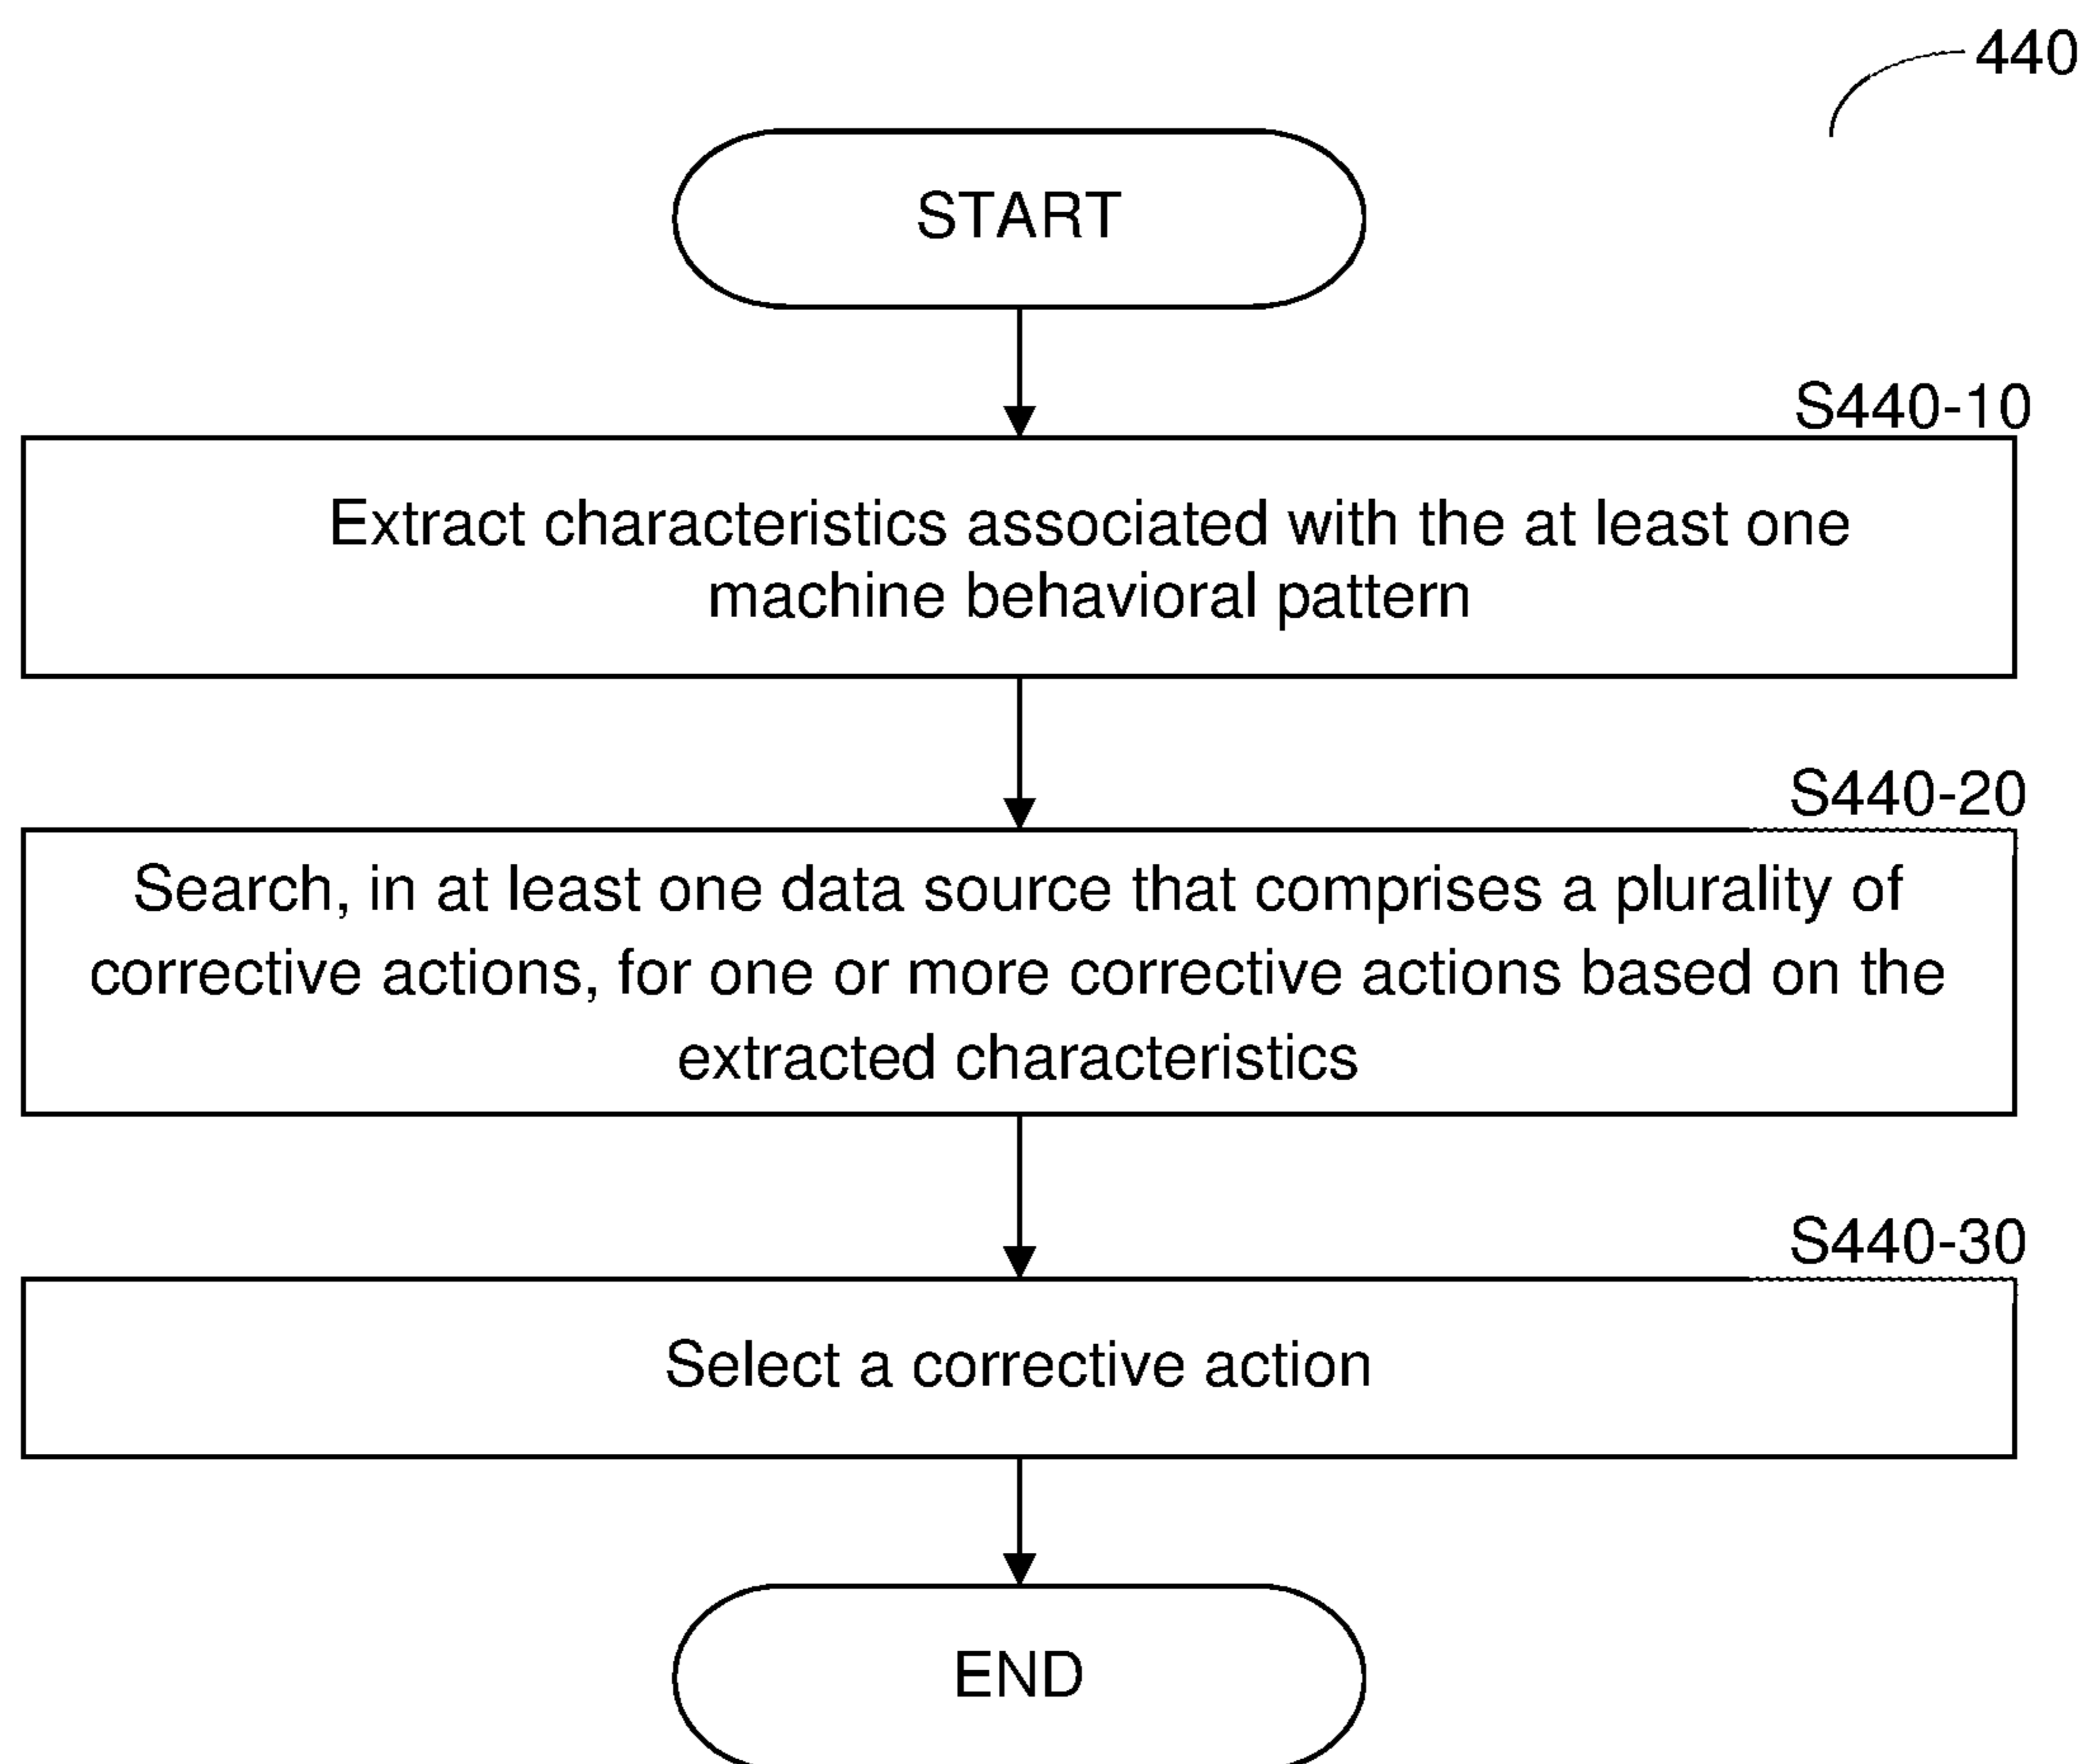 440
START
S440-10
Extract characteristics associated with the at least one
machine behavioral pattern
S440-20
Search, in at least one data source that comprises a plurality of
corrective actions, for one or more corrective actions based on the
extracted characteristics
S440-30
Select a corrective action
END